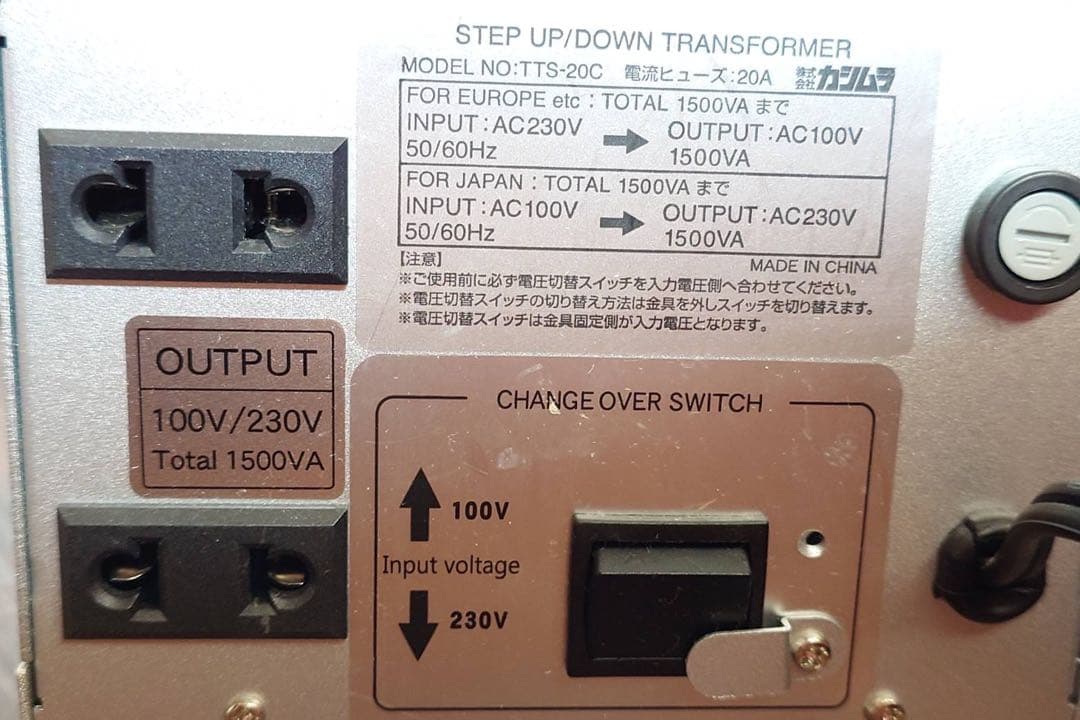 STEP UP/DOWN TRANSFORMER
MODEL NO:TTS-20C 電流ヒューズ:20A 株式会社カシムラ
FOR EUROPE etc : TOTAL 1500VA まで
INPUT:AC230V → OUTPUT:AC100V
50/60Hz 1500VA
FOR JAPAN : TOTAL 1500VA まで
INPUT:AC100V → OUTPUT:AC230V
50/60Hz 1500VA
【注意】 MADE IN CHINA
※ご使用前に必ず電圧切替スイッチを入力電圧側へ合わせてください。
※電圧切替スイッチの切り替え方法は金具を外しスイッチを切り替えます。
※電圧切替スイッチは金具固定側が入力電圧となります。
OUTPUT
100V/230V
Total 1500VA
CHANGE OVER SWITCH
100V
Input voltage
230V